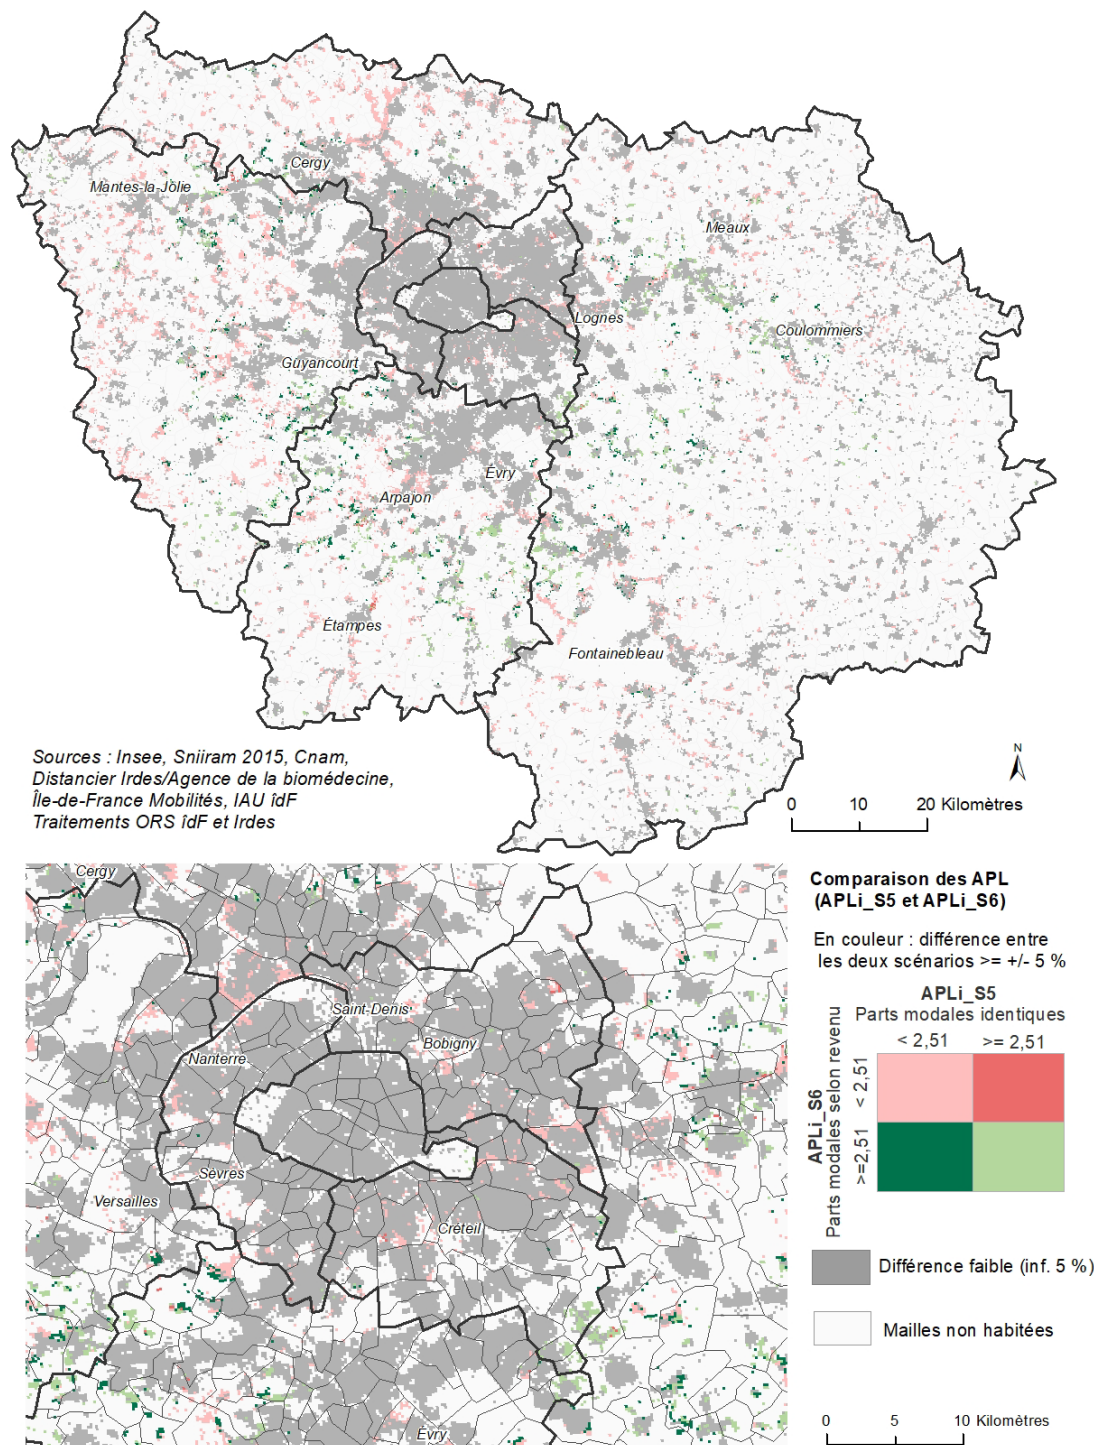 Cergy
Mantes-la-Jolie
Meaux
Lognes
Coulommiers
Guyancourt
Évry
Arpajon
Étampes
Fontainebleau
Sources : Insee, Sniiram 2015, Cnam,
Distancier Irdes/Agence de la biomédecine,
Île-de-France Mobilités, IAU îdF
Traitements ORS îdF et Irdes
N
0 10 20 Kilomètres
Cergy
Saint-Denis
Bobigny
Nanterre
Sèvres
Versailles
Créteil
Évry
Comparaison des APL
(APLi_S5 et APLi_S6)
En couleur : différence entre
les deux scénarios >= +/- 5 %
APLi_S5
Parts modales identiques
< 2,51 >= 2,51
APLi_S6
Parts modales selon revenu
>=2,51 < 2,51
Différence faible (inf. 5 %)
Mailles non habitées
0 5 10 Kilomètres